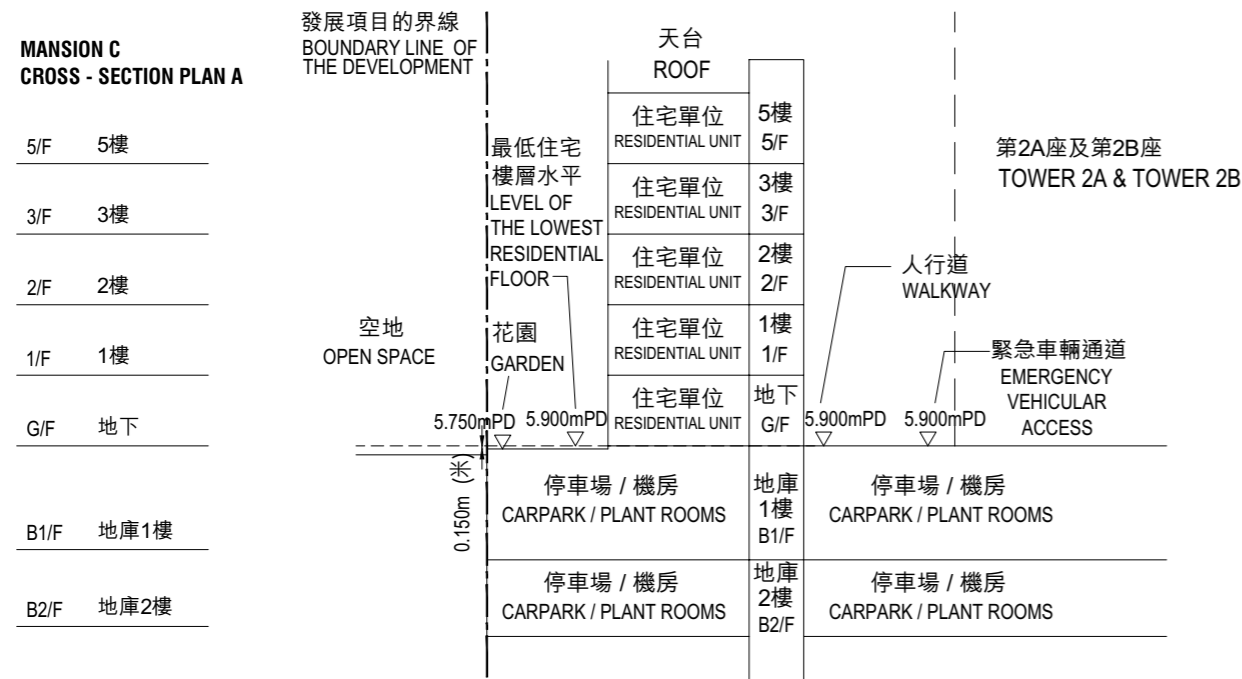 MANSION C
CROSS - SECTION PLAN A
5/F 5樓
3/F 3樓
2/F 2樓
1/F 1樓
G/F 地下
B1/F 地庫1樓
B2/F 地庫2樓
發展項目的界線
BOUNDARY LINE OF
THE DEVELOPMENT
空地
OPEN SPACE
最低住宅
樓層水平
LEVEL OF
THE LOWEST
RESIDENTIAL
FLOOR
花園
GARDEN
5.750mPD
5.900mPD
0.150m (米)
天台
ROOF
住宅單位
RESIDENTIAL UNIT
5樓
5/F
住宅單位
RESIDENTIAL UNIT
3樓
3/F
住宅單位
RESIDENTIAL UNIT
2樓
2/F
住宅單位
RESIDENTIAL UNIT
1樓
1/F
住宅單位
RESIDENTIAL UNIT
地下
G/F
停車場 / 機房
CARPARK / PLANT ROOMS
地庫
1樓
B1/F
停車場 / 機房
CARPARK / PLANT ROOMS
停車場 / 機房
CARPARK / PLANT ROOMS
地庫
2樓
B2/F
停車場 / 機房
CARPARK / PLANT ROOMS
人行道
WALKWAY
5.900mPD
5.900mPD
緊急車輛通道
EMERGENCY
VEHICULAR
ACCESS
第2A座及第2B座
TOWER 2A & TOWER 2B